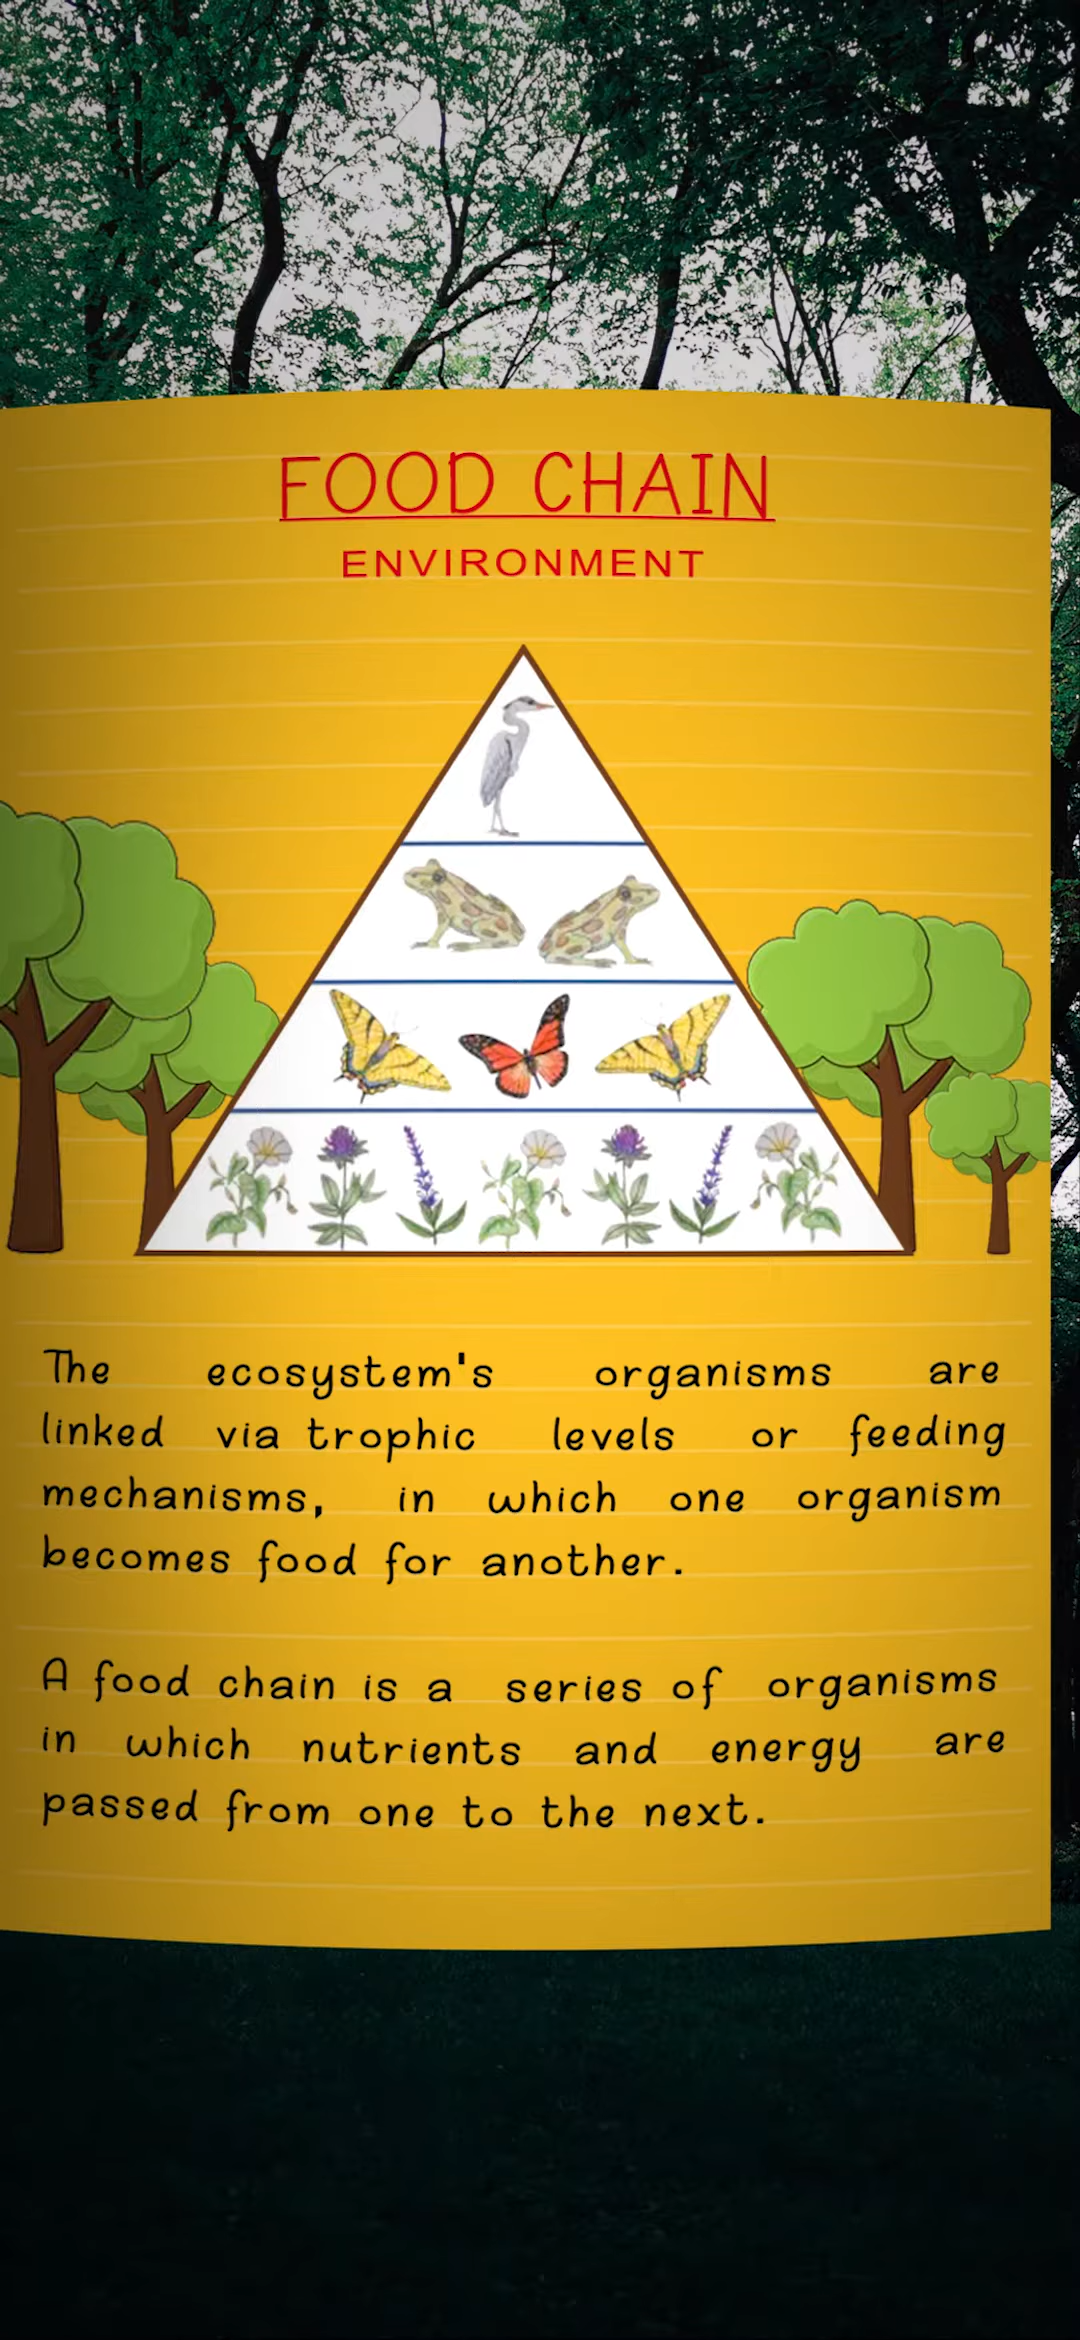 FOOD CHAIN
ENVIRONMENT
The ecosystem's organisms are
linked via trophic levels or feeding
mechanisms, in which one organism
becomes food for another.
A food chain is a series of organisms
in which nutrients and energy are
passed from one to the next.